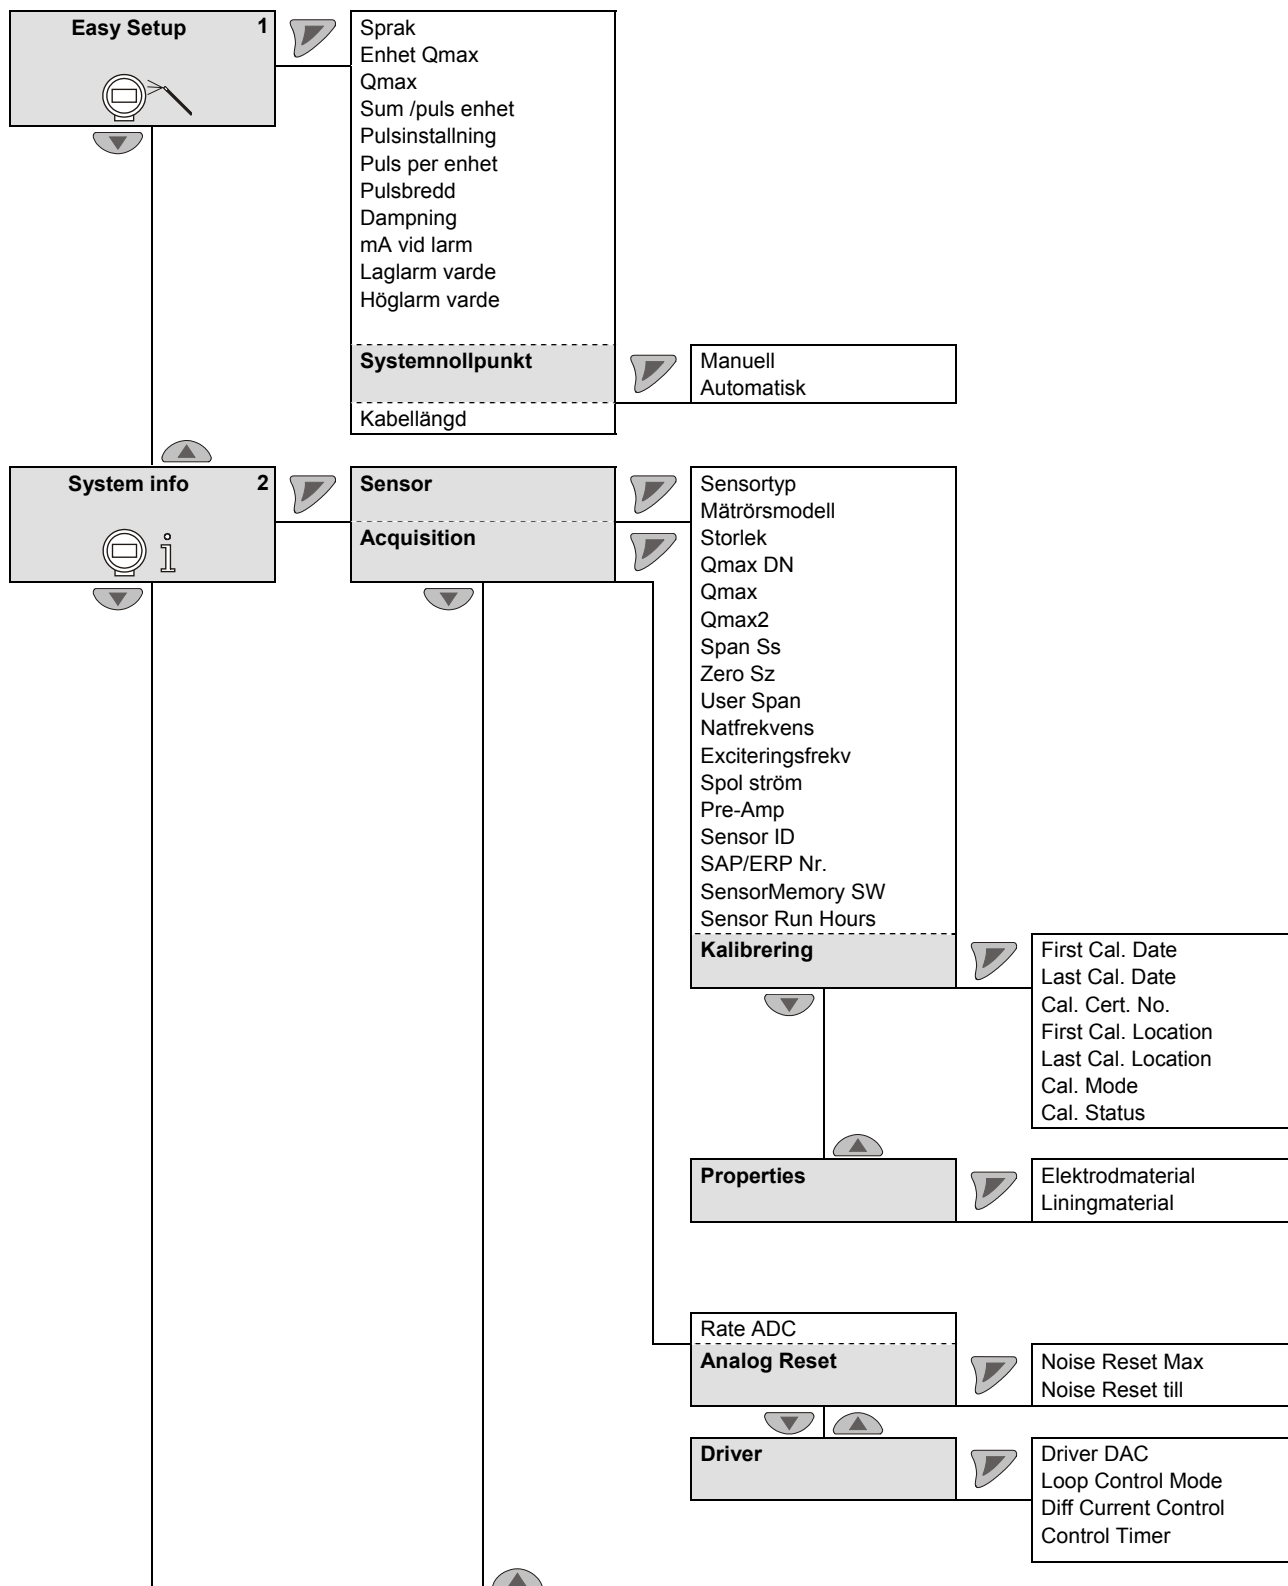 Easy Setup 1
Sprak
Enhet Qmax
Qmax
Sum /puls enhet
Pulsinstallning
Puls per enhet
Pulsbredd
Dampning
mA vid larm
Laglarm varde
Höglarm varde
Systemnollpunkt
Manuell
Automatisk
Kabellängd
System info 2
Sensor
Acquisition
Sensortyp
Mätrörsmodell
Storlek
Qmax DN
Qmax
Qmax2
Span Ss
Zero Sz
User Span
Natfrekvens
Exciteringsfrekv
Spol ström
Pre-Amp
Sensor ID
SAP/ERP Nr.
SensorMemory SW
Sensor Run Hours
Kalibrering
First Cal. Date
Last Cal. Date
Cal. Cert. No.
First Cal. Location
Last Cal. Location
Cal. Mode
Cal. Status
Properties
Elektrodmaterial
Liningmaterial
Rate ADC
Analog Reset
Noise Reset Max
Noise Reset till
Driver
Driver DAC
Loop Control Mode
Diff Current Control
Control Timer